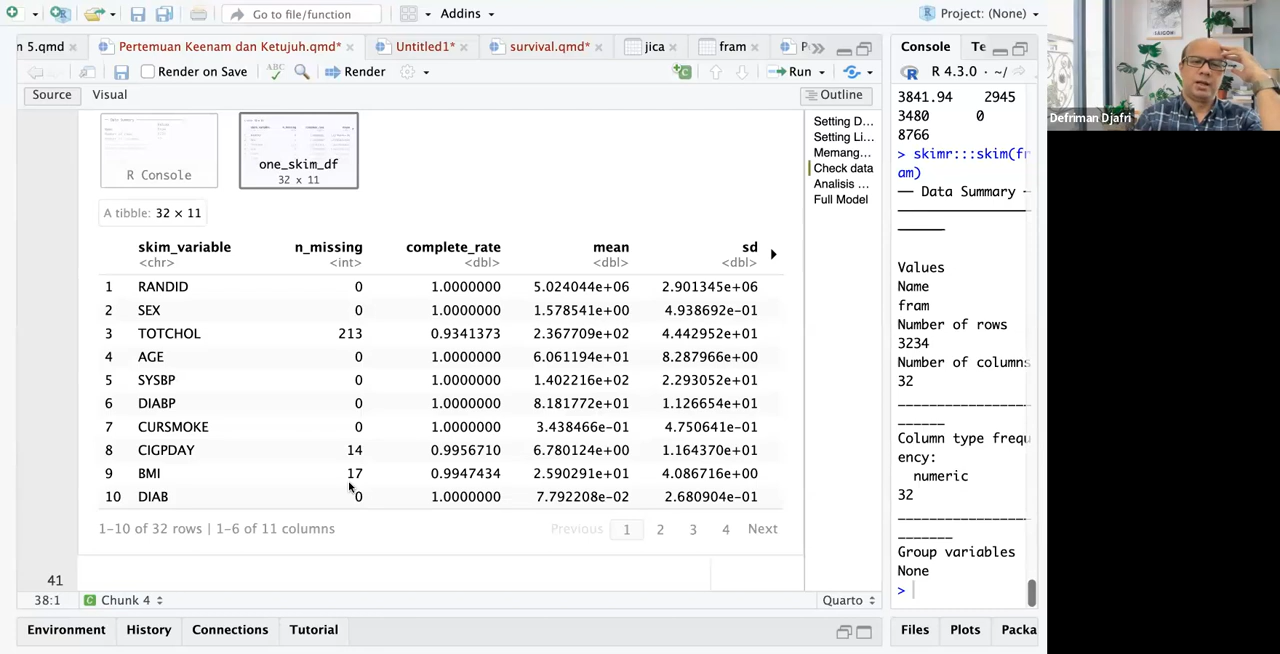 Go to file/function
Addins
Project: (None)
n 5.qmd
Pertemuan Keenam dan Ketujuh.qmd*
Untitled1*
survival.qmd*
jica
fram
Render on Save
ABC
Render
Run
Source
Visual
Outline
R Console
one_skim_df
32 x 11
A tibble: 32 × 11
skim_variable n_missing complete_rate mean sd
<chr> <int> <dbl> <dbl> <dbl>
1 RANDID 0 1.0000000 5.024044e+06 2.901345e+06
2 SEX 0 1.0000000 1.578541e+00 4.938692e-01
3 TOTCHOL 213 0.9341373 2.367709e+02 4.442952e+01
4 AGE 0 1.0000000 6.061194e+01 8.287966e+00
5 SYSBP 0 1.0000000 1.402216e+02 2.293052e+01
6 DIABP 0 1.0000000 8.181772e+01 1.126654e+01
7 CURSMOKE 0 1.0000000 3.438466e-01 4.750641e-01
8 CIGPDAY 14 0.9956710 6.780124e+00 1.164370e+01
9 BMI 17 0.9947434 2.590291e+01 4.086716e+00
10 DIAB 0 1.0000000 7.792208e-02 2.680904e-01
1-10 of 32 rows | 1-6 of 11 columns
Previous 1 2 3 4 Next
41
38:1
Chunk 4
Quarto
Setting D...
Setting Li...
Memang...
Check data
Analisis ...
Full Model
Environment
History
Connections
Tutorial
Console
Te
R 4.3.0 · ~/
3841.94 2945
3480 0
8766
> skimr:::skim(fr
am)
── Data Summary ─
Values
Name
fram
Number of rows
3234
Number of columns
32
Column type frequ
ency:
numeric
32
Group variables
None
>
Files
Plots
Packa
SAIGON
Defriman Djafri